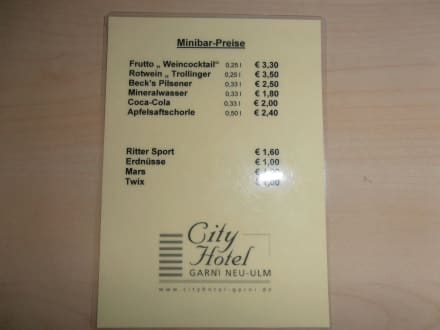 Minibar-Preise
Frutto „ Weincocktail“ 0,25 l € 3,30
Rotwein „ Trollinger 0,25 l € 3,50
Beck's Pilsener 0,33 l € 2,50
Mineralwasser 0,33 l € 1,80
Coca-Cola 0,33 l € 2,00
Apfelsaftschorle 0,50 l € 2,40
Ritter Sport € 1,60
Erdnüsse € 1,00
Mars €
Twix € 1,00
City
Hotel
GARNI NEU-ULM
www.cityhotel-garni.de